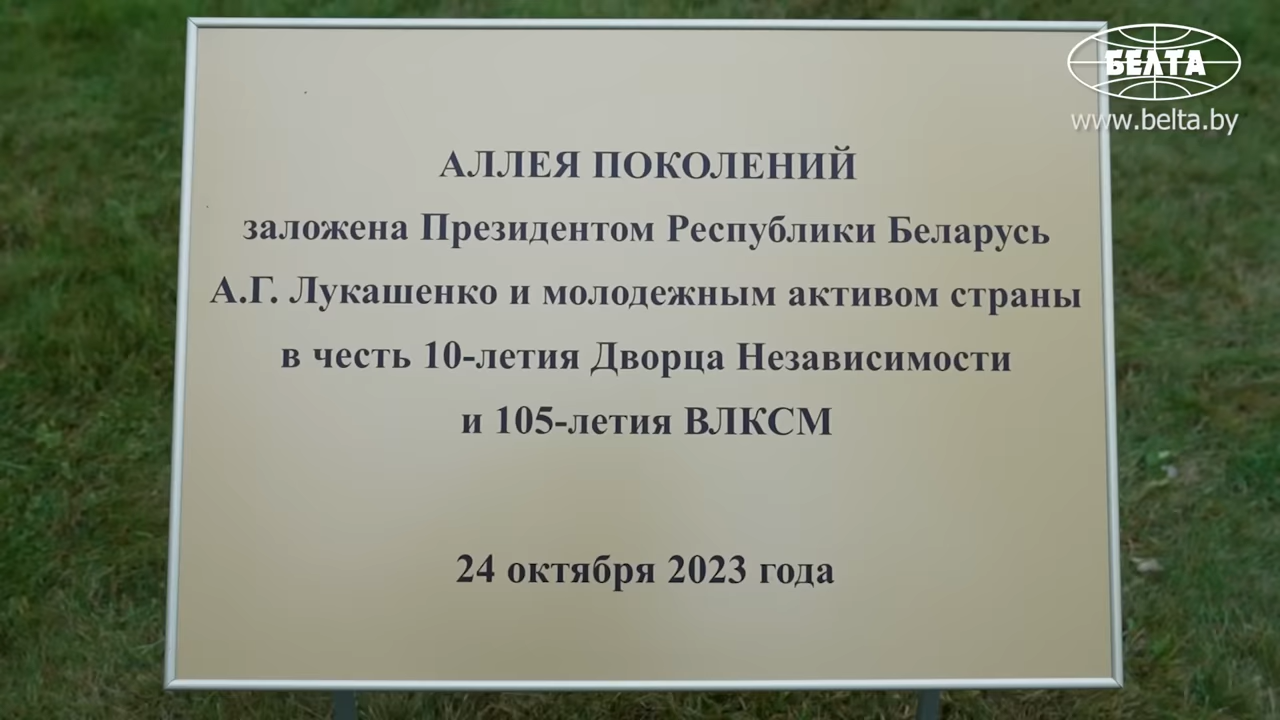 БЕЛТА
www.belta.by
АЛЛЕЯ ПОКОЛЕНИЙ
заложена Президентом Республики Беларусь
А.Г. Лукашенко и молодежным активом страны
в честь 10-летия Дворца Независимости
и 105-летия ВЛКСМ
24 октября 2023 года